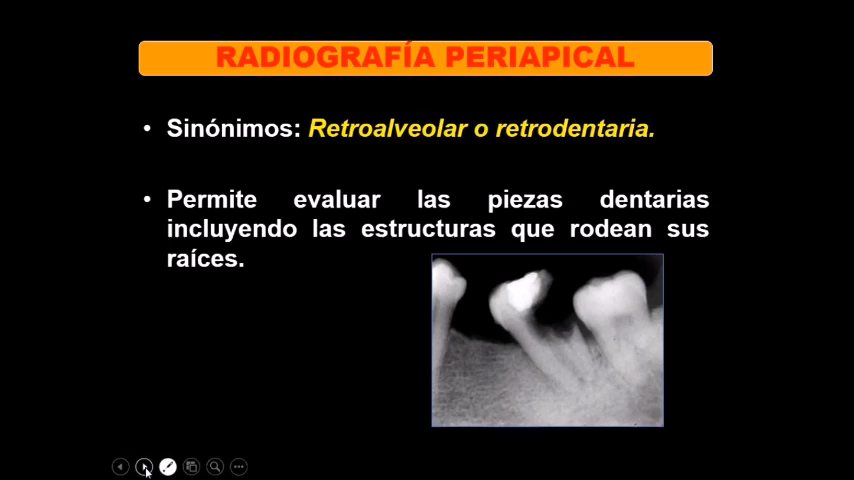 RADIOGRAFÍA PERIAPICAL
• Sinónimos: Retroalveolar o retrodentaria.
• Permite evaluar las piezas dentarias
incluyendo las estructuras que rodean sus
raíces.